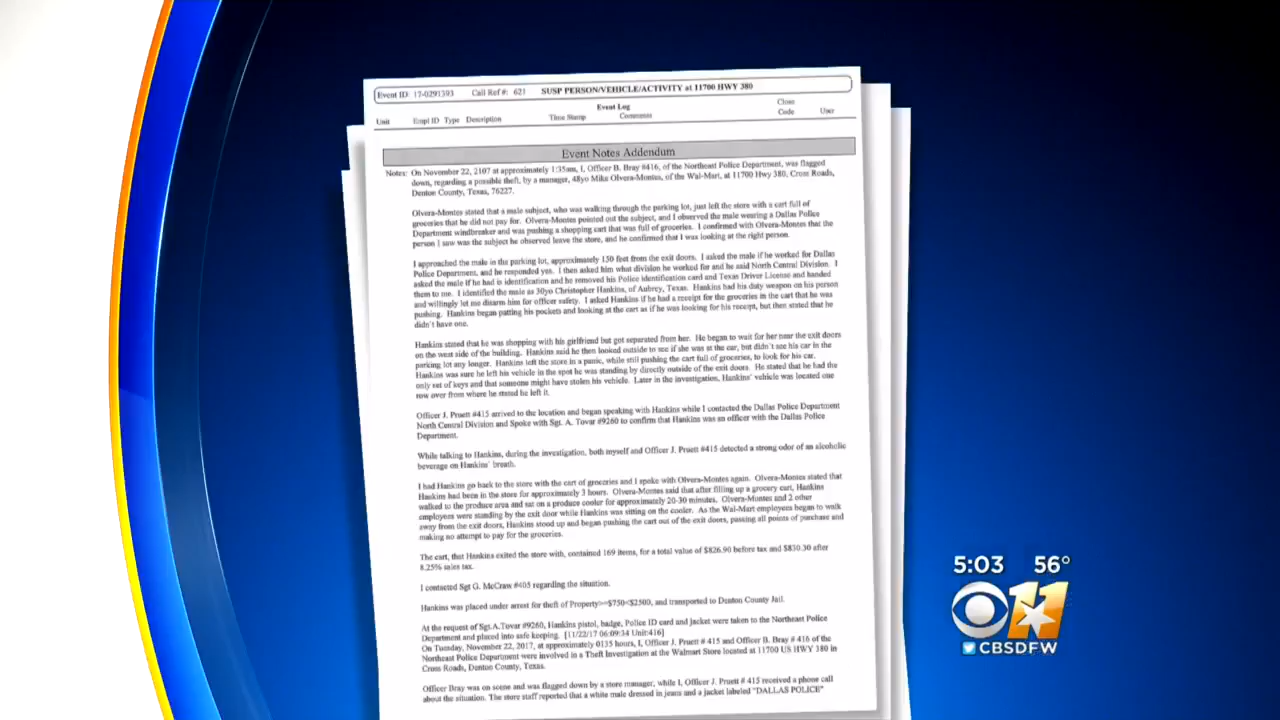 Event ID: 17-0291393 Call Ref #: 621 SUSP PERSON/VEHICLE/ACTIVITY at 11700 HWY 380
Event Log
Unit Empl ID Type Description Time Stamp Comments Close Code User
Event Notes Addendum
Notes: On November 22, 2107 at approximately 1:35am, I, Officer B. Bray #416, of the Northeast Police Department, was flagged
down, regarding a possible theft, by a manager, 48yo Mike Olvera-Montes, of the Wal-Mart, at 11700 Hwy 380, Cross Roads,
Denton County, Texas, 76227.
Olvera-Montes stated that a male subject, who was walking through the parking lot, just left the store with a cart full of
groceries that he did not pay for. Olvera-Montes pointed out the subject, and I observed the male wearing a Dallas Police
Department windbreaker and was pushing a shopping cart that was full of groceries. I confirmed with Olvera-Montes that the
person I saw was the subject he observed leave the store, and he confirmed that I was looking at the right person.
I approached the male in the parking lot, approximately 150 feet from the exit doors. I asked the male if he worked for Dallas
Police Department, and he responded yes. I then asked him what division he worked for and he said North Central Division. I
asked the male if he had is identification and he removed his Police identification card and Texas Driver License and handed
them to me. I identified the male as 30yo Christopher Hankins, of Aubrey, Texas. Hankins had his duty weapon on his person
and willingly let me disarm him for officer safety. I asked Hankins if he had a receipt for the groceries in the cart that he was
pushing. Hankins began patting his pockets and looking at the cart as if he was looking for his receipt, but then stated that he
didn't have one.
Hankins stated that he was shopping with his girlfriend but got separated from her. He began to wait for her near the exit doors
on the west side of the building. Hankins said he then looked outside to see if she was at the car, but didn't see his car in the
parking lot any longer. Hankins left the store in a panic, while still pushing the cart full of groceries, to look for his car.
Hankins was sure he left his vehicle in the spot he was standing by directly outside of the exit doors. He stated that he had the
only set of keys and that someone might have stolen his vehicle. Later in the investigation, Hankins' vehicle was located one
row over from where he stated he left it.
Officer J. Pruett #415 arrived to the location and began speaking with Hankins while I contacted the Dallas Police Department
North Central Division and Spoke with Sgt. A. Tovar #9260 to confirm that Hankins was an officer with the Dallas Police
Department.
While talking to Hankins, during the investigation, both myself and Officer J. Pruett #415 detected a strong odor of an alcoholic
beverage on Hankins' breath.
I had Hankins go back to the store with the cart of groceries and I spoke with Olvera-Montes again. Olvera-Montes stated that
Hankins had been in the store for approximately 3 hours. Olvera-Montes said that after filling up a grocery cart, Hankins
walked to the produce area and sat on a produce cooler for approximately 20-30 minutes. Olvera-Montes and 2 other
employees were standing by the exit door while Hankins was sitting on the cooler. As the Wal-Mart employees began to walk
away from the exit doors, Hankins stood up and began pushing the cart out of the exit doors, passing all points of purchase and
making no attempt to pay for the groceries.
The cart, that Hankins exited the store with, contained 169 items, for a total value of $826.90 before tax and $830.30 after
8.25% sales tax.
I contacted Sgt G. McCraw #405 regarding the situation.
Hankins was placed under arrest for theft of Property>=$750<$2500, and transported to Denton County Jail.
At the request of Sgt.A.Tovar #9260, Hankins pistol, badge, Police ID card and jacket were taken to the Northeast Police
Department and placed into safe keeping. [11/22/17 06:09:34 Unit:416]
On Tuesday, November 22, 2017, at approximately 0135 hours, I, Officer J. Pruett # 415 and Officer B. Bray # 416 of the
Northeast Police Department were involved in a Theft Investigation at the Walmart Store located at 11700 US HWY 380 in
Cross Roads, Denton County, Texas.
Officer Bray was on scene and was flagged down by a store manager, while I, Officer J. Pruett # 415 received a phone call
about the situation. The store staff reported that a white male dressed in jeans and a jacket labeled "DALLAS POLICE"
5:03 56°
11
CBSDFW